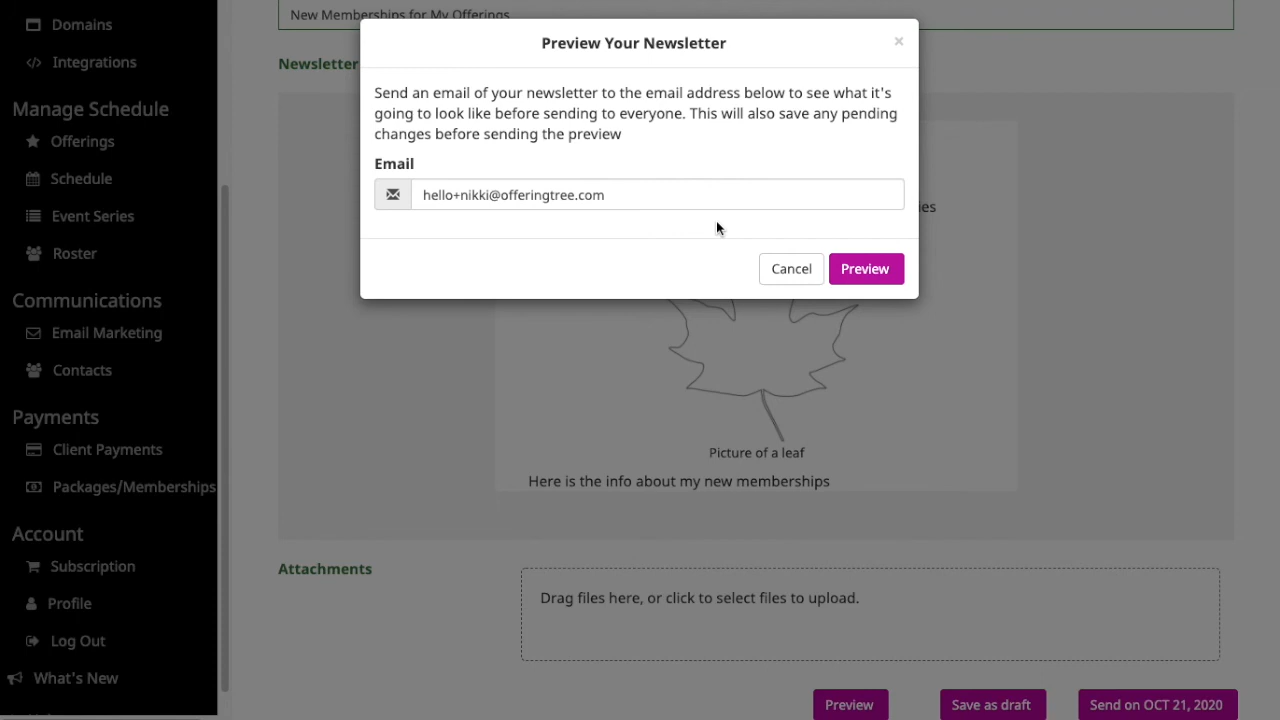 Domains
Integrations
Manage Schedule
Offerings
Schedule
Event Series
Roster
Communications
Email Marketing
Contacts
Payments
Client Payments
Packages/Memberships
Account
Subscription
Profile
Log Out
What's New
New Memberships for My Offerings
Newsletter
Preview Your Newsletter
×
Send an email of your newsletter to the email address below to see what it's
going to look like before sending to everyone. This will also save any pending
changes before sending the preview
Email
hello+nikki@offeringtree.com
Cancel
Preview
Picture of a leaf
Here is the info about my new memberships
Attachments
Drag files here, or click to select files to upload.
Preview
Save as draft
Send on OCT 21, 2020